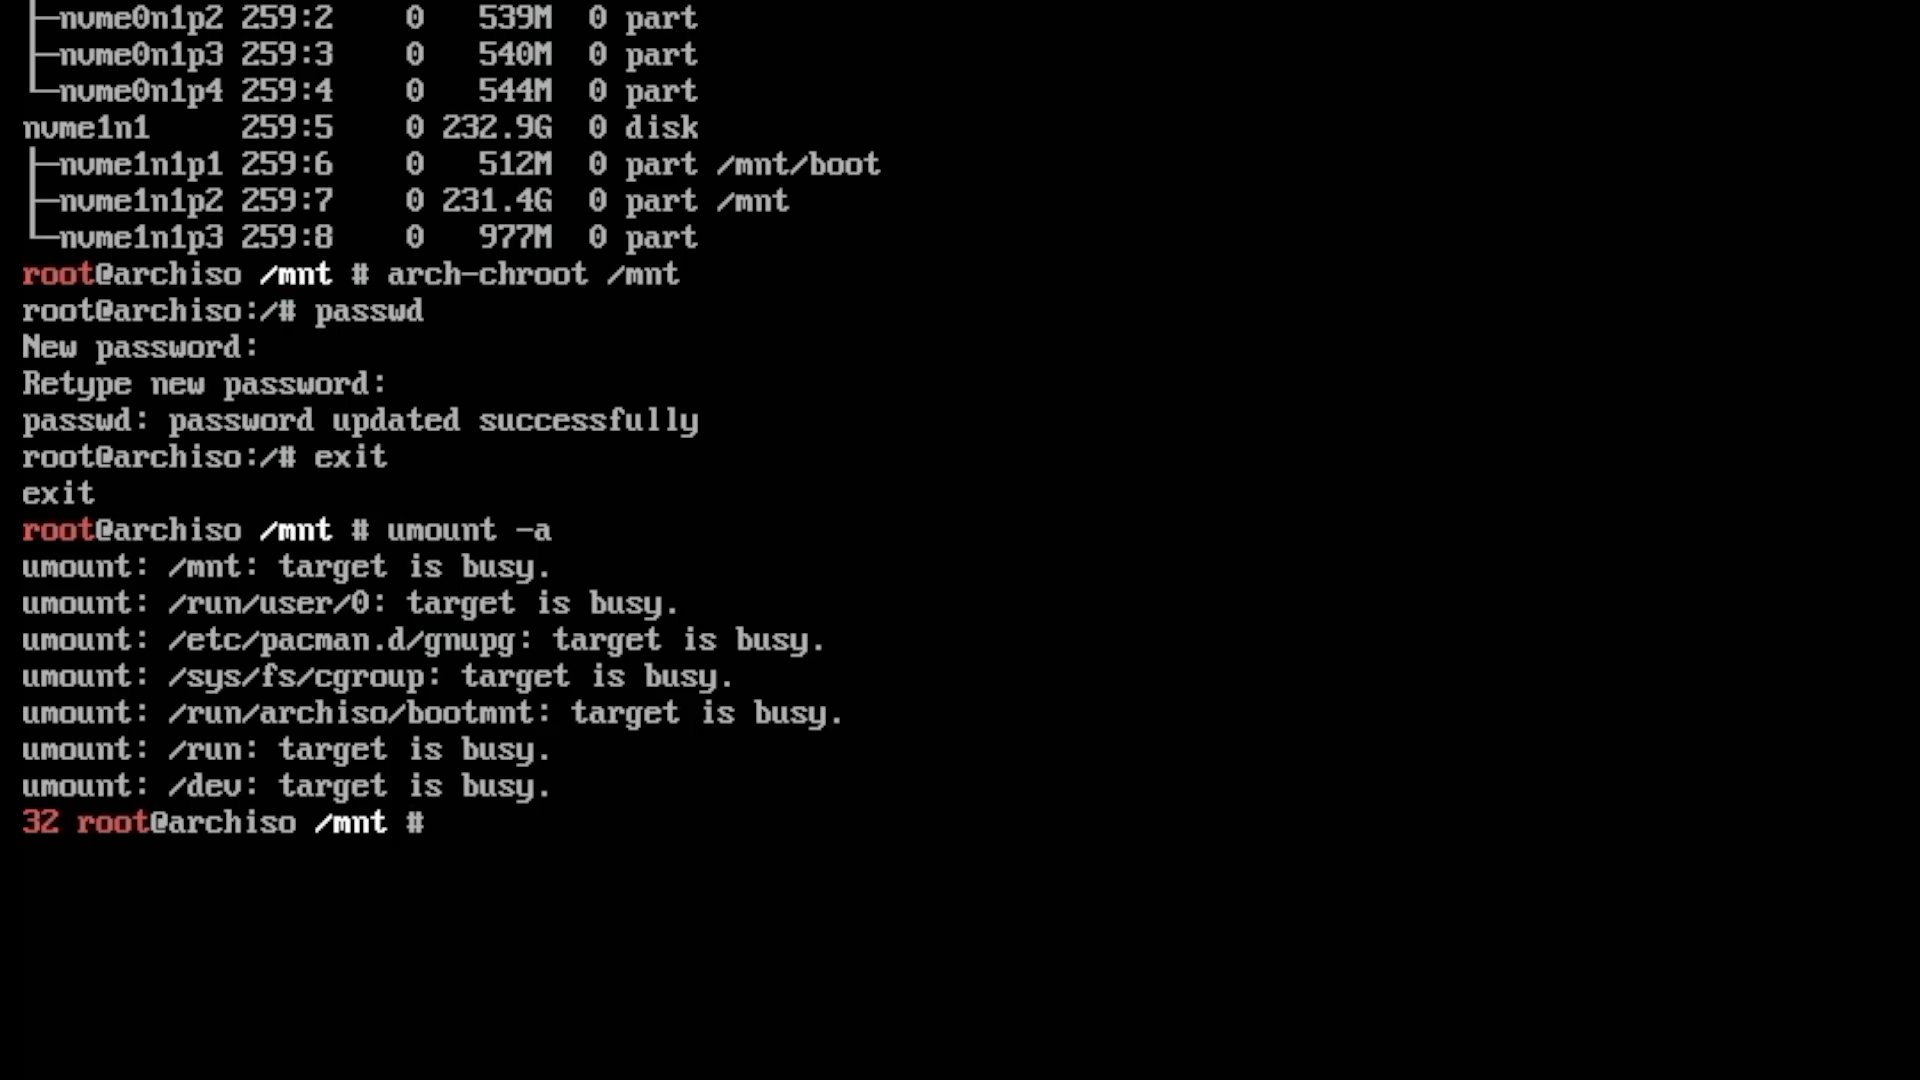 ├─nvme0n1p2 259:2    0   539M  0 part
├─nvme0n1p3 259:3    0   540M  0 part
└─nvme0n1p4 259:4    0   544M  0 part
nvme1n1     259:5    0 232.9G  0 disk
├─nvme1n1p1 259:6    0   512M  0 part /mnt/boot
├─nvme1n1p2 259:7    0 231.4G  0 part /mnt
└─nvme1n1p3 259:8    0   977M  0 part
root@archiso /mnt # arch-chroot /mnt
root@archiso:/# passwd
New password:
Retype new password:
passwd: password updated successfully
root@archiso:/# exit
exit
root@archiso /mnt # umount -a
umount: /mnt: target is busy.
umount: /run/user/0: target is busy.
umount: /etc/pacman.d/gnupg: target is busy.
umount: /sys/fs/cgroup: target is busy.
umount: /run/archiso/bootmnt: target is busy.
umount: /run: target is busy.
umount: /dev: target is busy.
32 root@archiso /mnt #